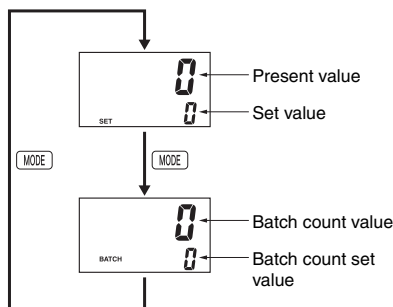 0
Present value
0
Set value
SET
MODE
MODE
0
Batch count value
0
Batch count set
value
BATCH